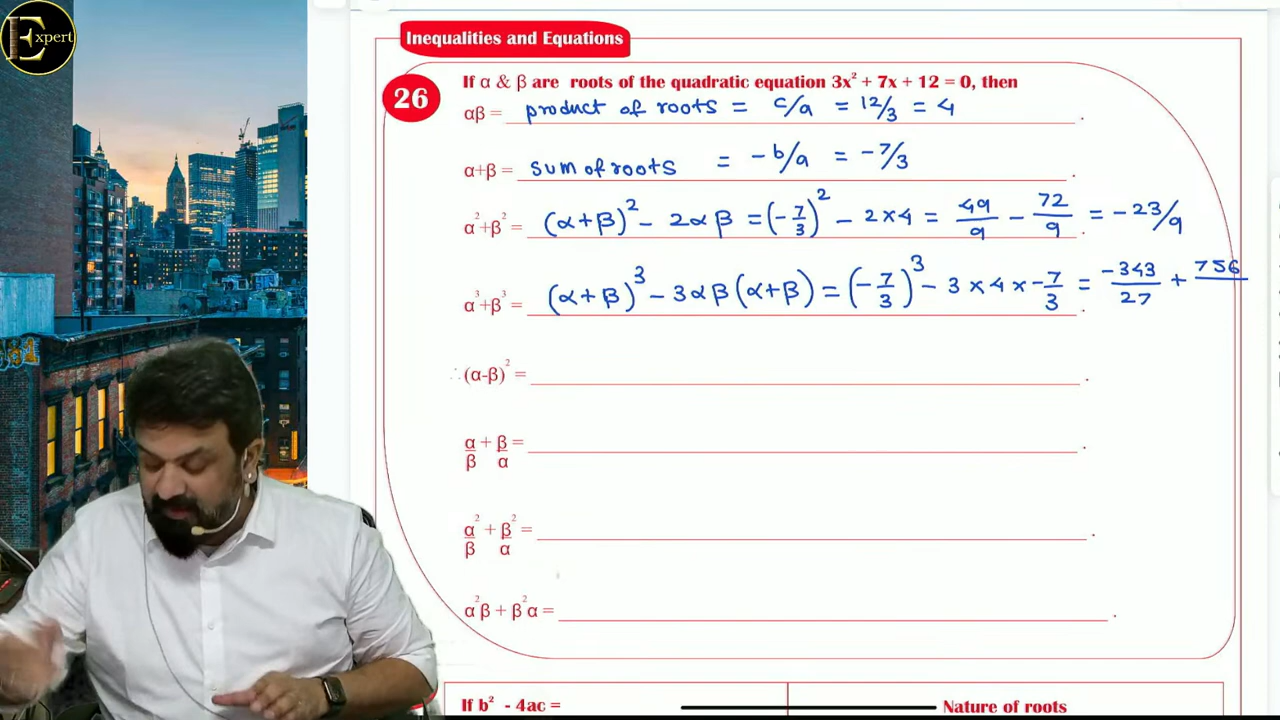 Expert
Inequalities and Equations
26
If α & β are roots of the quadratic equation 3x² + 7x + 12 = 0, then
αβ = product of roots = c/a = 12/3 = 4 .
α+β = sum of roots = -b/a = -7/3 .
α²+β² = (α+β)² - 2αβ = (-7/3)² - 2×4 = 49/9 - 72/9 = -23/9 .
α³+β³ = (α+β)³ - 3αβ(α+β) = (-7/3)³ - 3×4×-7/3 = -343/27 + 756 .
∴(α-β)² = .
α/β + β/α = .
α²/β + β²/α = .
α²β + β²α = .
If b² - 4ac =
Nature of roots